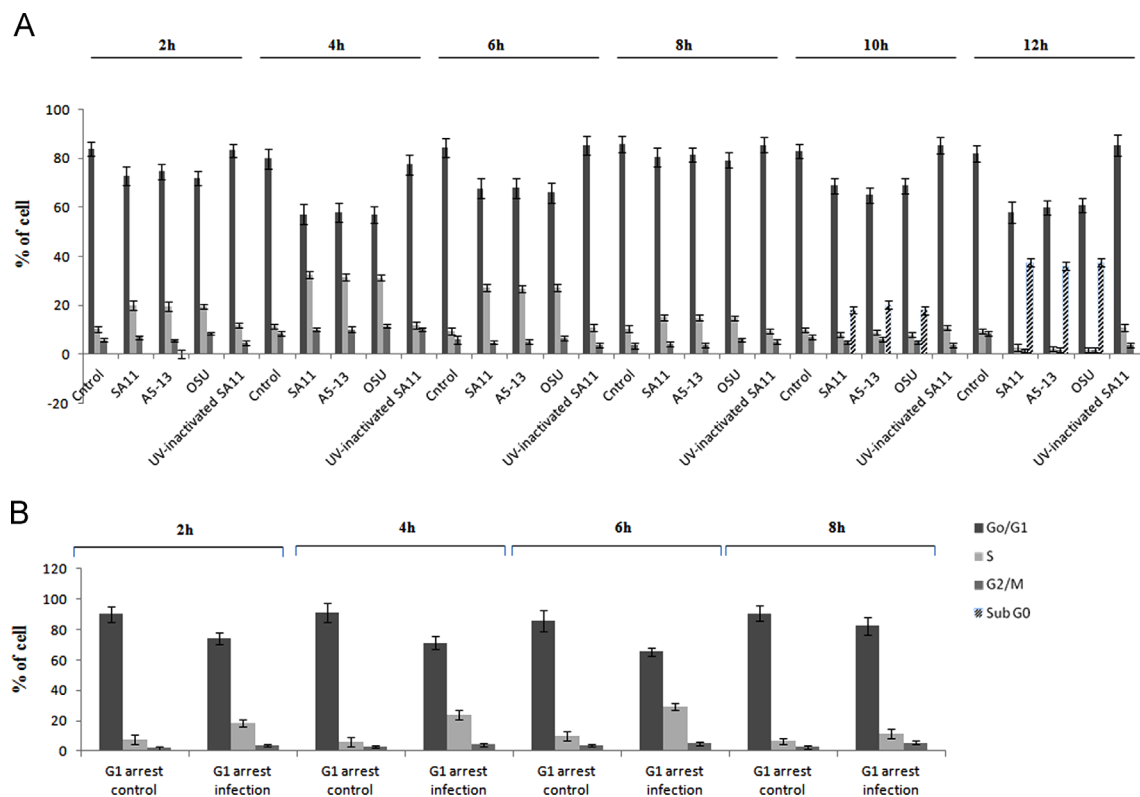 A
2h 4h 6h 8h 10h 12h
% of cell
100
80
60
40
20
0
-20
Cntrol SA11 A5-13 OSU UV-inactivated SA11 Cntrol SA11 A5-13 OSU UV-inactivated SA11 Cntrol SA11 A5-13 OSU UV-inactivated SA11 Cntrol SA11 A5-13 OSU UV-inactivated SA11 Cntrol SA11 A5-13 OSU UV-inactivated SA11 Cntrol SA11 A5-13 OSU UV-inactivated SA11
B
2h 4h 6h 8h
% of cell
120
100
80
60
40
20
0
G1 arrest control
G1 arrest infection
G1 arrest control
G1 arrest infection
G1 arrest control
G1 arrest infection
G1 arrest control
G1 arrest infection
Go/G1
S
G2/M
Sub G0